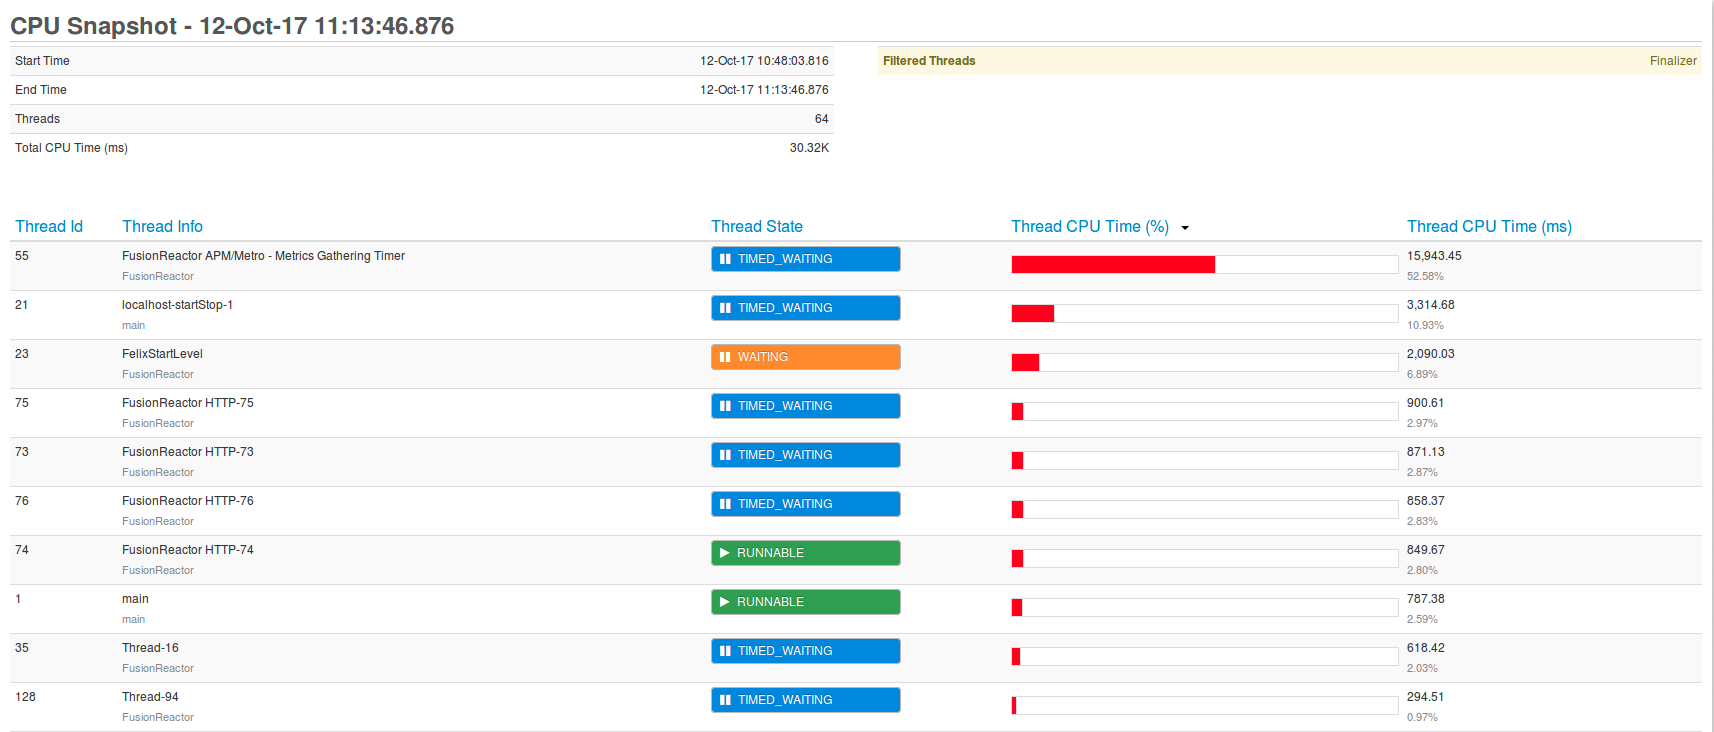 CPU Snapshot - 12-Oct-17 11:13:46.876
Start Time 12-Oct-17 10:48:03.816
End Time 12-Oct-17 11:13:46.876
Threads 64
Total CPU Time (ms) 30.32K
Filtered Threads Finalizer
Thread Id Thread Info Thread State Thread CPU Time (%) Thread CPU Time (ms)
55 FusionReactor APM/Metro - Metrics Gathering Timer TIMED_WAITING 15,943.45
FusionReactor 52.58%
21 localhost-startStop-1 TIMED_WAITING 3,314.68
main 10.93%
23 FelixStartLevel WAITING 2,090.03
FusionReactor 6.89%
75 FusionReactor HTTP-75 TIMED_WAITING 900.61
FusionReactor 2.97%
73 FusionReactor HTTP-73 TIMED_WAITING 871.13
FusionReactor 2.87%
76 FusionReactor HTTP-76 TIMED_WAITING 858.37
FusionReactor 2.83%
74 FusionReactor HTTP-74 RUNNABLE 849.67
FusionReactor 2.80%
1 main RUNNABLE 787.38
main 2.59%
35 Thread-16 TIMED_WAITING 618.42
FusionReactor 2.03%
128 Thread-94 TIMED_WAITING 294.51
FusionReactor 0.97%